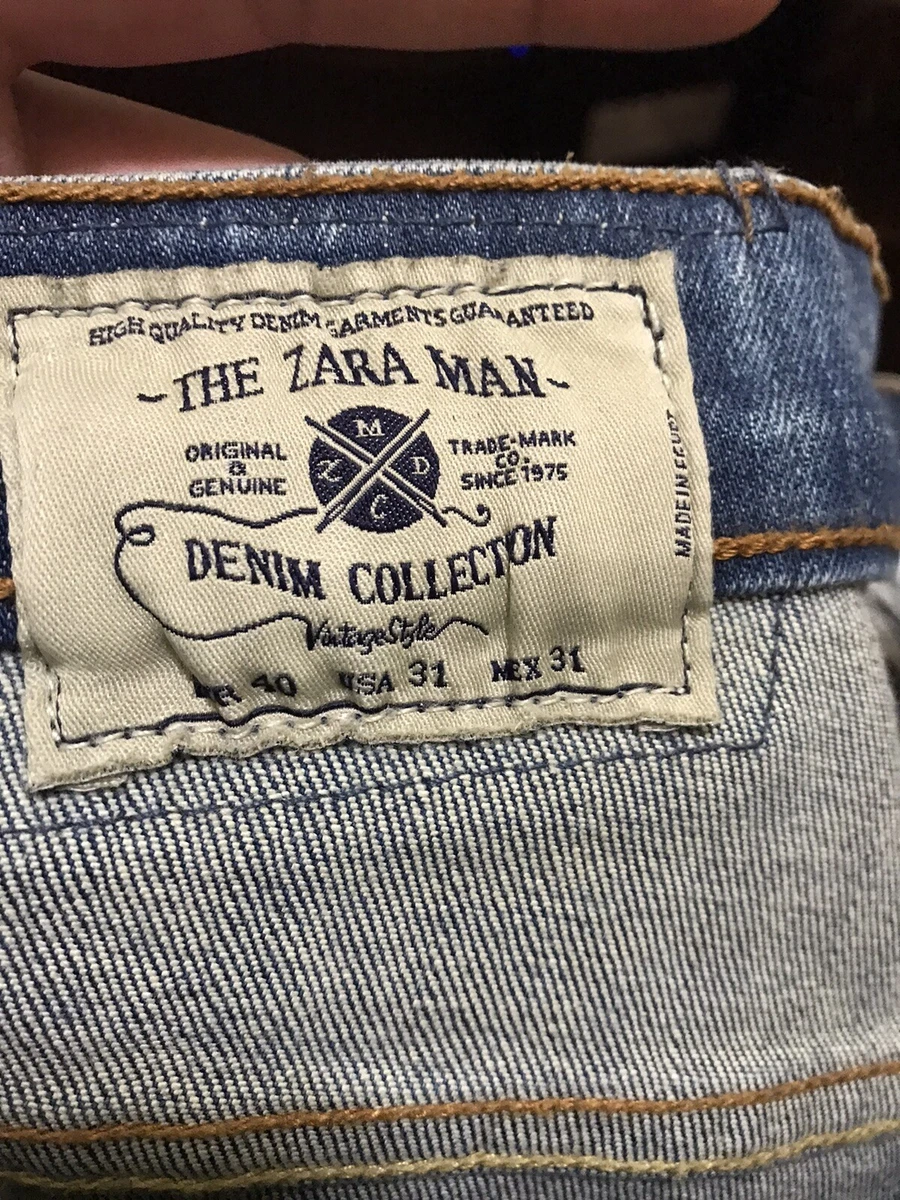 HIGH QUALITY DENIM GARMENTS GUARANTEED
~THE ZARA MAN~
M
Z D
C
ORIGINAL
&
GENUINE
TRADE-MARK
CO.
SINCE 1975
DENIM COLLECTION
Vintage Style
EUR 40 USA 31 MEX 31
MADE IN EGYPT